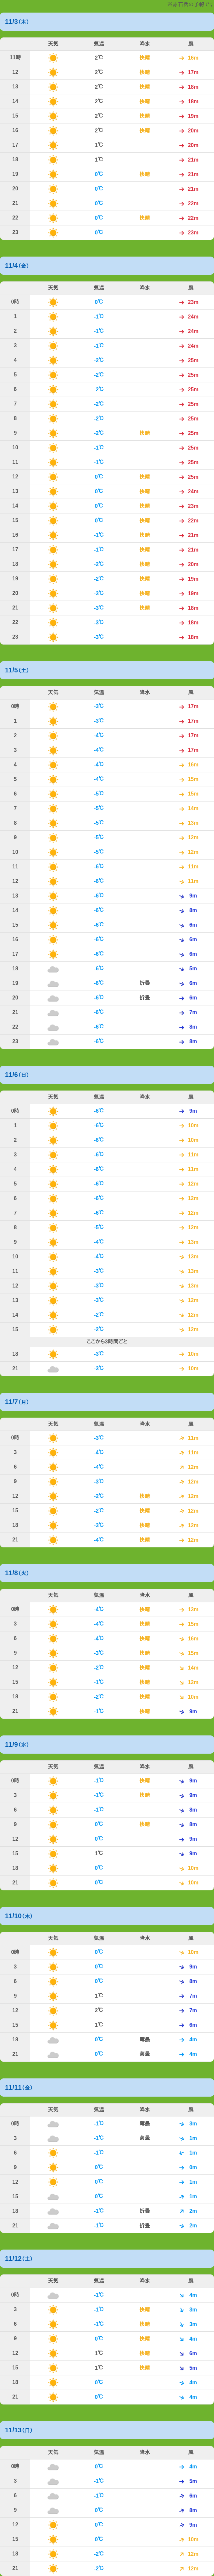 11/3（木）
天気 気温 降水 風
11時 2℃ 快晴 16m
12 2℃ 快晴 17m
13 2℃ 快晴 18m
14 2℃ 快晴 18m
15 2℃ 快晴 19m
16 2℃ 快晴 20m
17 1℃ 20m
18 1℃ 21m
19 0℃ 快晴 21m
20 0℃ 21m
21 0℃ 22m
22 0℃ 快晴 22m
23 0℃ 23m
11/4（金）
天気 気温 降水 風
0時 0℃ 23m
1 -1℃ 24m
2 -1℃ 24m
3 -1℃ 24m
4 -2℃ 25m
5 -2℃ 25m
6 -2℃ 25m
7 -2℃ 25m
8 -2℃ 25m
9 -2℃ 快晴 25m
10 -1℃ 25m
11 -1℃ 25m
12 0℃ 快晴 25m
13 0℃ 快晴 24m
14 0℃ 快晴 23m
15 0℃ 快晴 22m
16 -1℃ 快晴 21m
17 -1℃ 快晴 21m
18 -2℃ 快晴 20m
19 -2℃ 快晴 19m
20 -3℃ 快晴 19m
21 -3℃ 快晴 18m
22 -3℃ 18m
23 -3℃ 18m
11/5（土）
天気 気温 降水 風
0時 -3℃ 17m
1 -3℃ 17m
2 -4℃ 17m
3 -4℃ 17m
4 -4℃ 16m
5 -4℃ 15m
6 -5℃ 15m
7 -5℃ 14m
8 -5℃ 13m
9 -5℃ 12m
10 -5℃ 12m
11 -6℃ 11m
12 -6℃ 11m
13 -6℃ 9m
14 -6℃ 8m
15 -6℃ 6m
16 -6℃ 6m
17 -6℃ 6m
18 -6℃ 5m
19 -6℃ 6m
20 -6℃ 6m
21 -6℃ 7m
22 -6℃ 8m
23 -6℃ 8m
11/6（日）
天気 気温 降水 風
0時 -6℃ 9m
1 -6℃ 10m
2 -6℃ 10m
3 -6℃ 11m
4 -6℃ 11m
5 -6℃ 12m
6 -6℃ 12m
7 -6℃ 12m
8 -5℃ 12m
9 -4℃ 13m
10 -4℃ 13m
11 -3℃ 13m
12 -3℃ 13m
13 -3℃ 12m
14 -2℃ 12m
15 -2℃ 12m
ここから3時間ごと
18 -3℃ 10m
21 -3℃ 10m
11/7（月）
天気 気温 降水 風
0時 -3℃ 11m
3 -4℃ 11m
6 -4℃ 12m
9 -3℃ 12m
12 -2℃ 快晴 12m
15 -2℃ 快晴 12m
18 -3℃ 快晴 12m
21 -4℃ 快晴 12m
11/8（火）
天気 気温 降水 風
0時 -4℃ 快晴 13m
3 -4℃ 快晴 15m
6 -4℃ 快晴 16m
9 -3℃ 快晴 15m
12 -2℃ 快晴 14m
15 -1℃ 快晴 12m
18 -2℃ 快晴 10m
21 -1℃ 快晴 9m
11/9（水）
天気 気温 降水 風
0時 -1℃ 快晴 9m
3 -1℃ 快晴 9m
6 -1℃ 8m
9 0℃ 快晴 8m
12 0℃ 9m
15 1℃ 9m
18 0℃ 10m
21 0℃ 10m
11/10（木）
天気 気温 降水 風
0時 0℃ 10m
3 0℃ 9m
6 0℃ 8m
9 1℃ 7m
12 2℃ 7m
15 1℃ 6m
18 0℃ 薄曇 4m
21 0℃ 薄曇 4m
11/11（金）
天気 気温 降水 風
0時 -1℃ 薄曇 3m
3 -1℃ 薄曇 1m
6 -1℃ 1m
9 0℃ 0m
12 0℃ 1m
15 0℃ 1m
18 -1℃ 2m
21 -1℃ 2m
11/12（土）
天気 気温 降水 風
0時 -1℃ 4m
3 -1℃ 快晴 3m
6 -1℃ 快晴 3m
9 0℃ 快晴 4m
12 1℃ 快晴 6m
15 1℃ 快晴 5m
18 0℃ 4m
21 0℃ 4m
11/13（日）
天気 気温 降水 風
0時 0℃ 4m
3 -1℃ 5m
6 -1℃ 6m
9 0℃ 8m
12 0℃ 9m
15 0℃ 10m
18 -2℃ 12m
21 -2℃ 12m